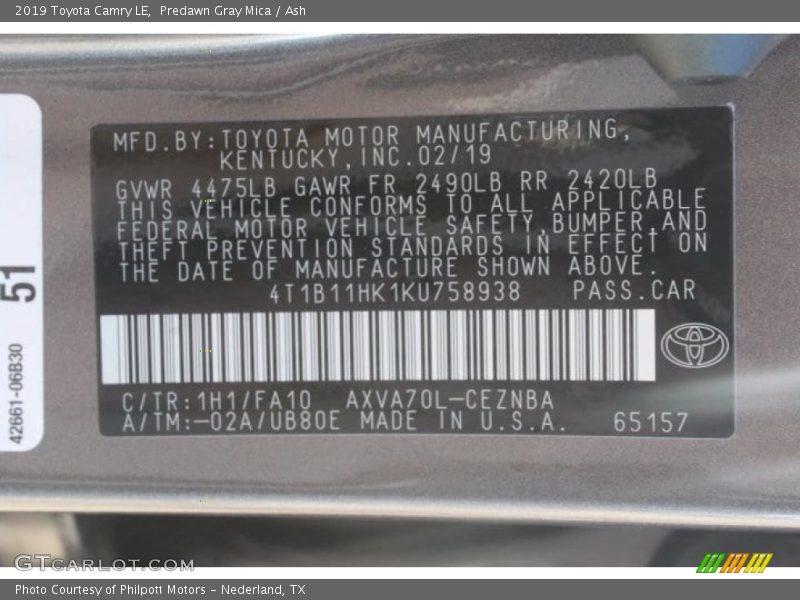 2019 Toyota Camry LE, Predawn Gray Mica / Ash
MFD.BY:TOYOTA MOTOR MANUFACTURING,
KENTUCKY,INC.02/19
GVWR 4475LB GAWR FR 2490LB RR 2420LB
THIS VEHICLE CONFORMS TO ALL APPLICABLE
FEDERAL MOTOR VEHICLE SAFETY,BUMPER,AND
THEFT PREVENTION STANDARDS IN EFFECT ON
THE DATE OF MANUFACTURE SHOWN ABOVE.
4T1B11HK1KU758938 PASS.CAR
C/TR:1H1/FA10 AXVA70L-CEZNBA
A/TM:-02A/UB80E MADE IN U.S.A. 65157
51
42661-06B30
GTCARLOT.COM
Photo Courtesy of Philpott Motors - Nederland, TX